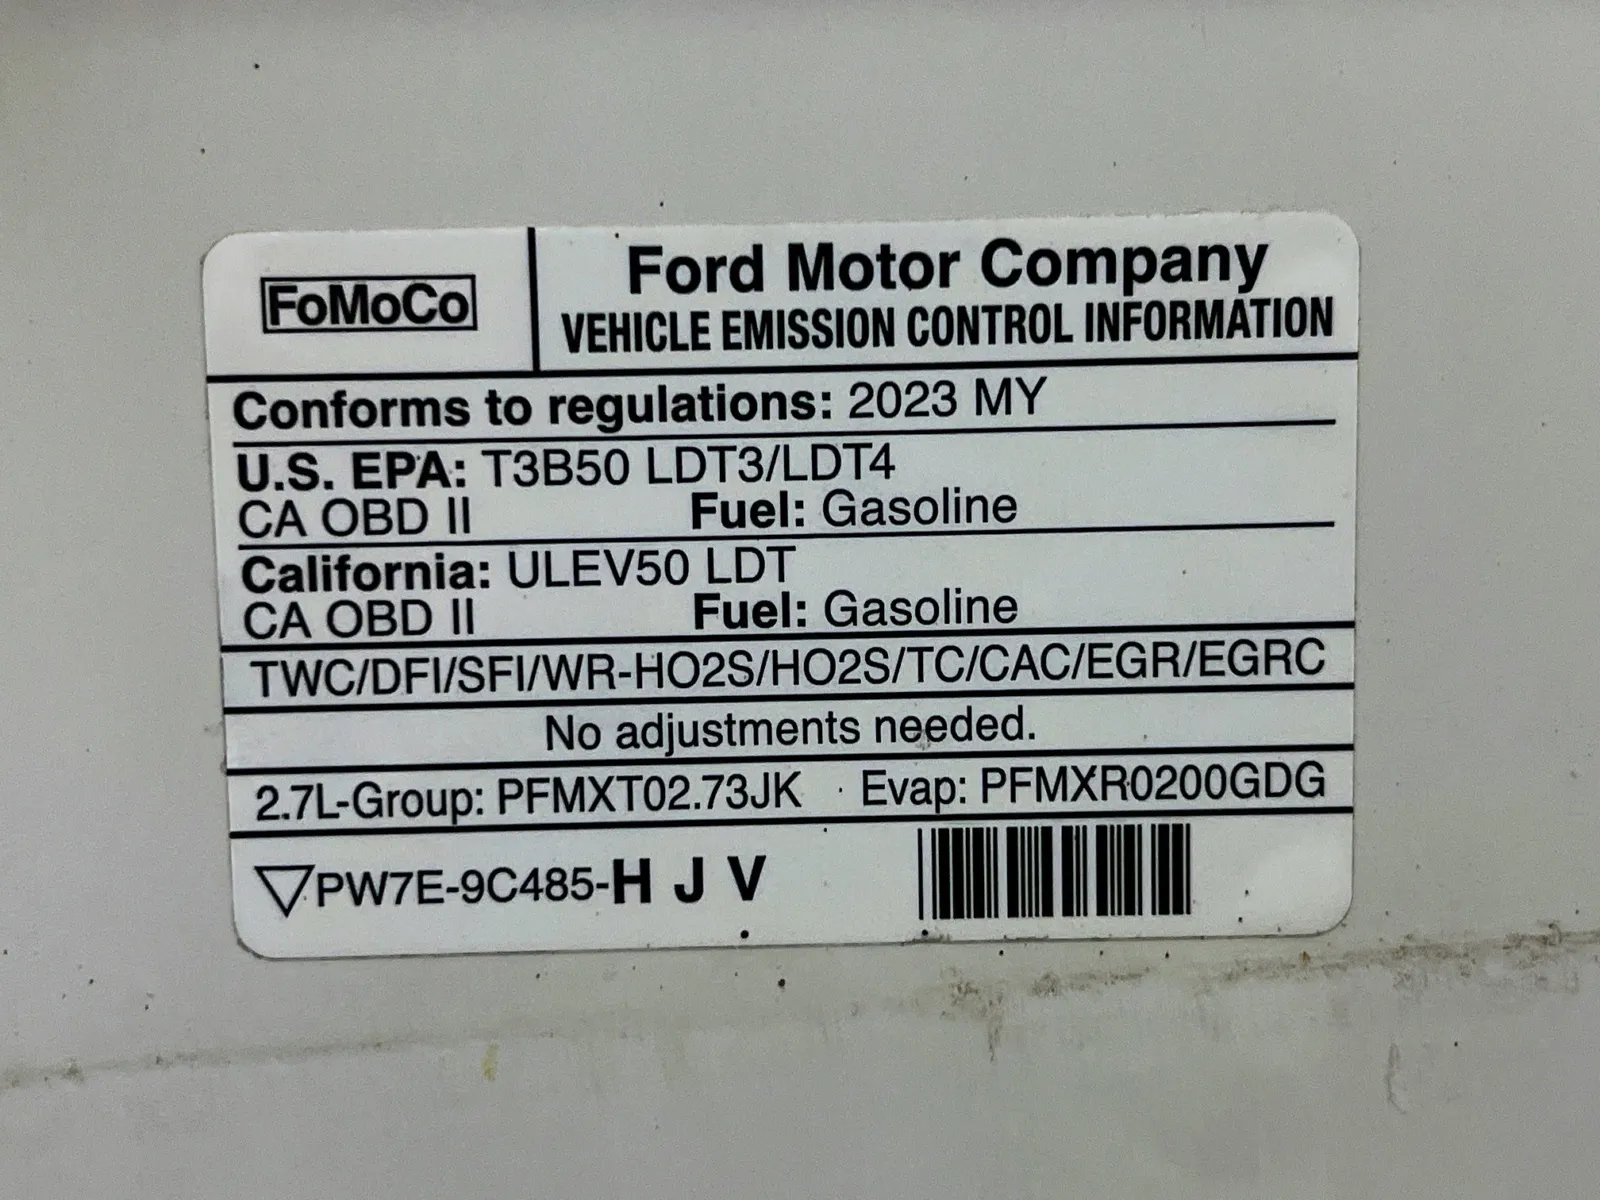 FoMoCo
Ford Motor Company
VEHICLE EMISSION CONTROL INFORMATION
Conforms to regulations: 2023 MY
U.S. EPA: T3B50 LDT3/LDT4
CA OBD II Fuel: Gasoline
California: ULEV50 LDT
CA OBD II Fuel: Gasoline
TWC/DFI/SFI/WR-HO2S/HO2S/TC/CAC/EGR/EGRC
No adjustments needed.
2.7L-Group: PFMXT02.73JK Evap: PFMXR0200GDG
PW7E-9C485-H J V